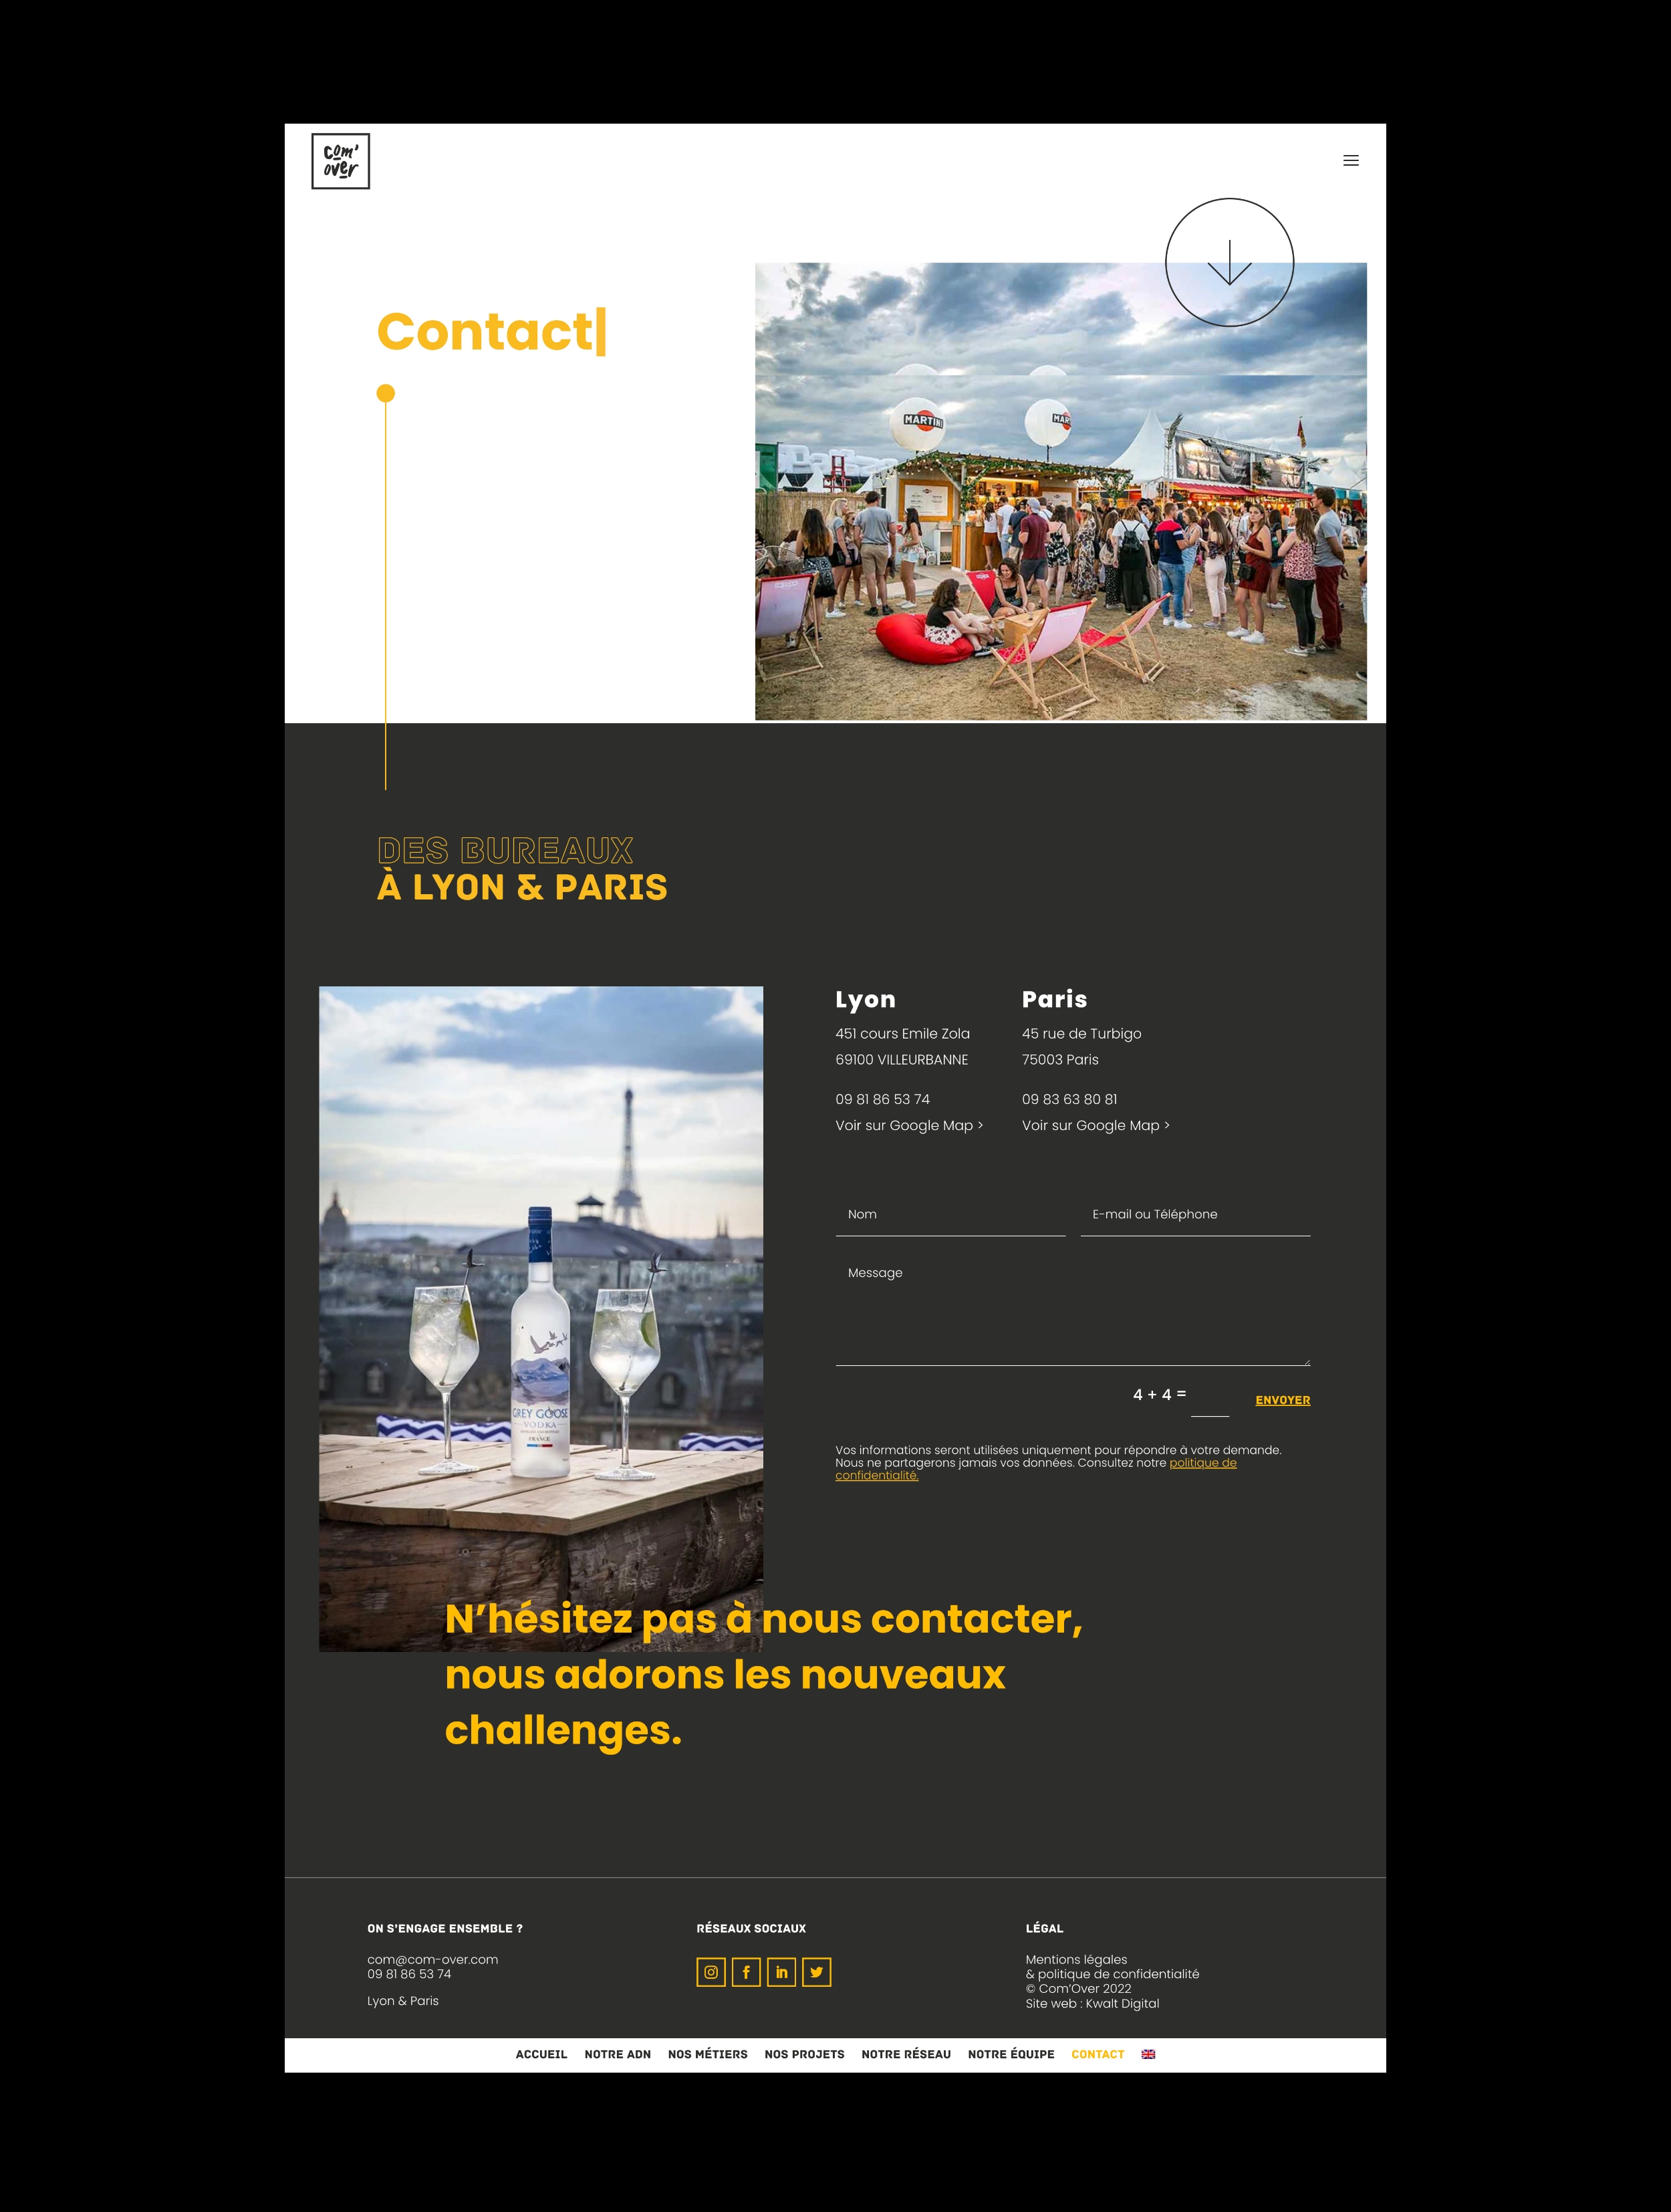 com'
over
Contact
MARTINI
MAR
DES BUREAUX
À LYON & PARIS
Lyon
451 cours Emile Zola
69100 VILLEURBANNE
09 81 86 53 74
Voir sur Google Map >
Paris
45 rue de Turbigo
75003 Paris
09 83 63 80 81
Voir sur Google Map >
GREY GOOSE
VODKA
FRANCE
Nom
E-mail ou Téléphone
Message
4 + 4 =
ENVOYER
Vos informations seront utilisées uniquement pour répondre à votre demande.
Nous ne partagerons jamais vos données. Consultez notre politique de
confidentialité.
N'hésitez pas à nous contacter,
nous adorons les nouveaux
challenges.
ON S'ENGAGE ENSEMBLE ?
com@com-over.com
09 81 86 53 74
Lyon & Paris
RÉSEAUX SOCIAUX
LÉGAL
Mentions légales
& politique de confidentialité
© Com'Over 2022
Site web : Kwalt Digital
ACCUEIL NOTRE ADN NOS MÉTIERS NOS PROJETS NOTRE RÉSEAU NOTRE ÉQUIPE CONTACT